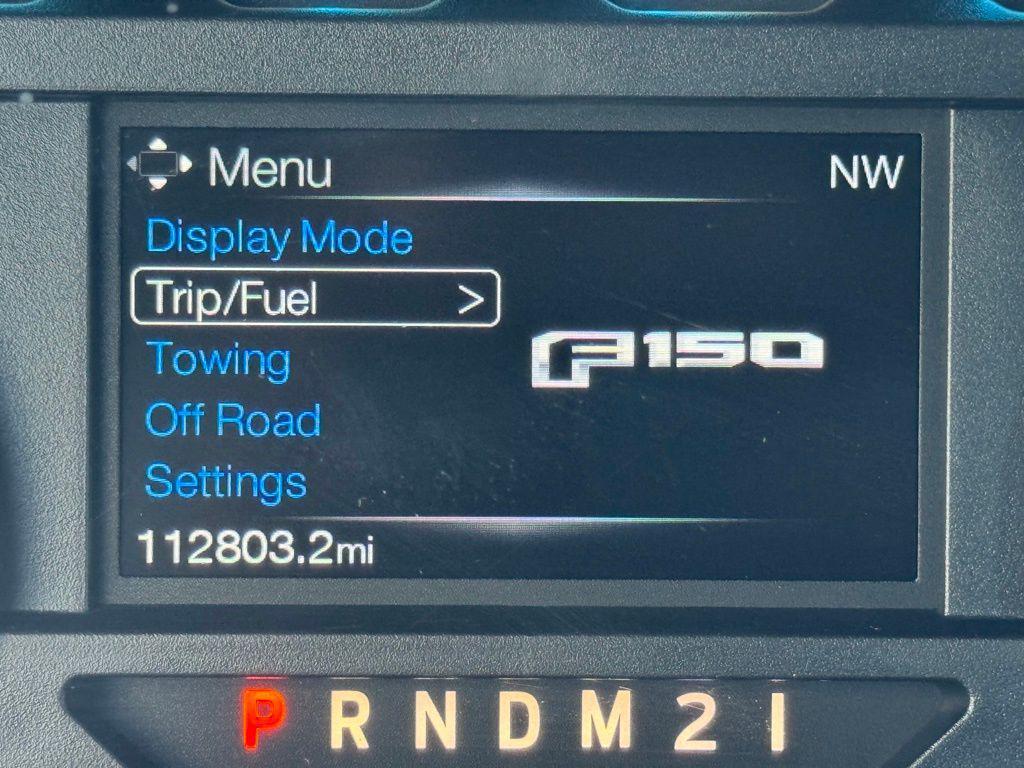 Menu NW
Display Mode
Trip/Fuel >
Towing
Off Road
Settings
F150
112803.2mi
P R N D M 2 1